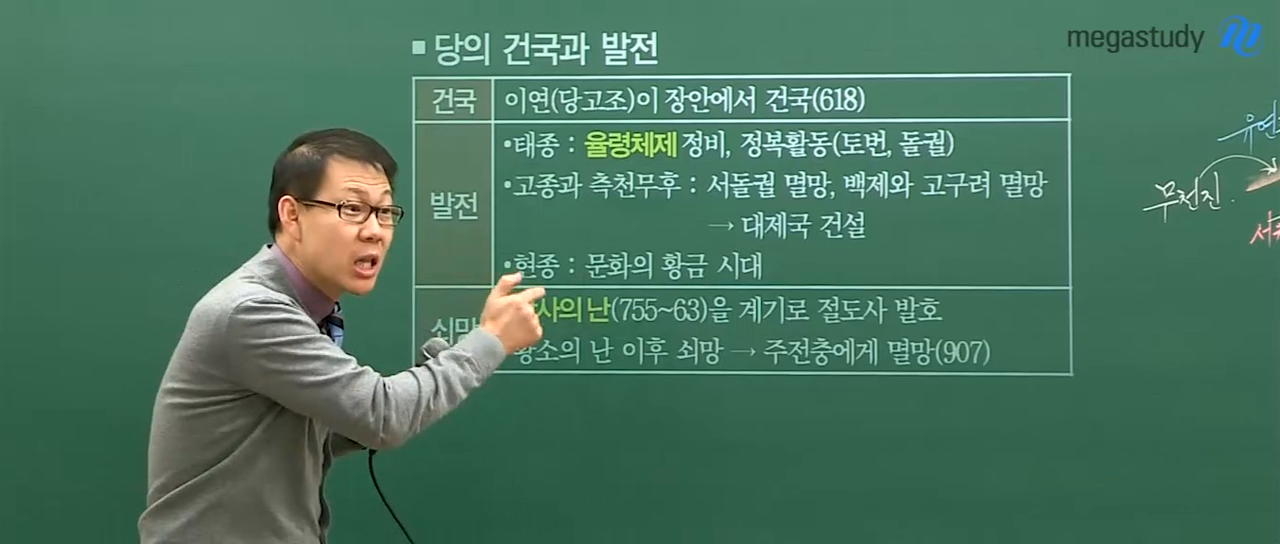 megastudy
■ 당의 건국과 발전
건국
이연(당고조)이 장안에서 건국(618)
발전
•태종 : 율령체제 정비, 정복활동(토번, 돌궐)
•고종과 측천무후 : 서돌궐 멸망, 백제와 고구려 멸망
→ 대제국 건설
•현종 : 문화의 황금 시대
쇠망
사의 난(755~63)을 계기로 절도사 발호
황소의 난 이후 쇠망 → 주전충에게 멸망(907)
무천진.